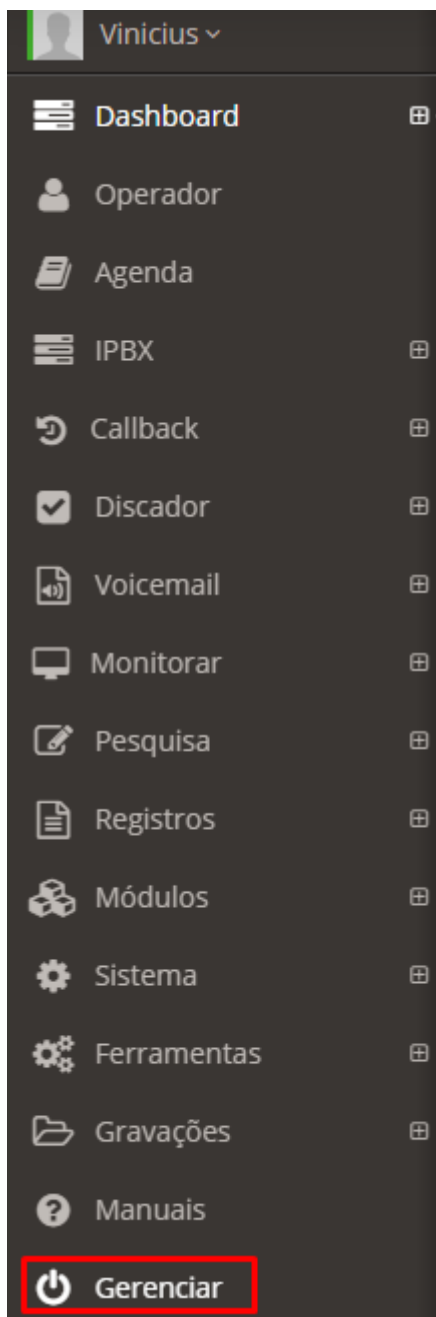 Vinicius
Dashboard
Operador
Agenda
IPBX
Callback
Discador
Voicemail
Monitorar
Pesquisa
Registros
Módulos
Sistema
Ferramentas
Gravações
Manuais
Gerenciar